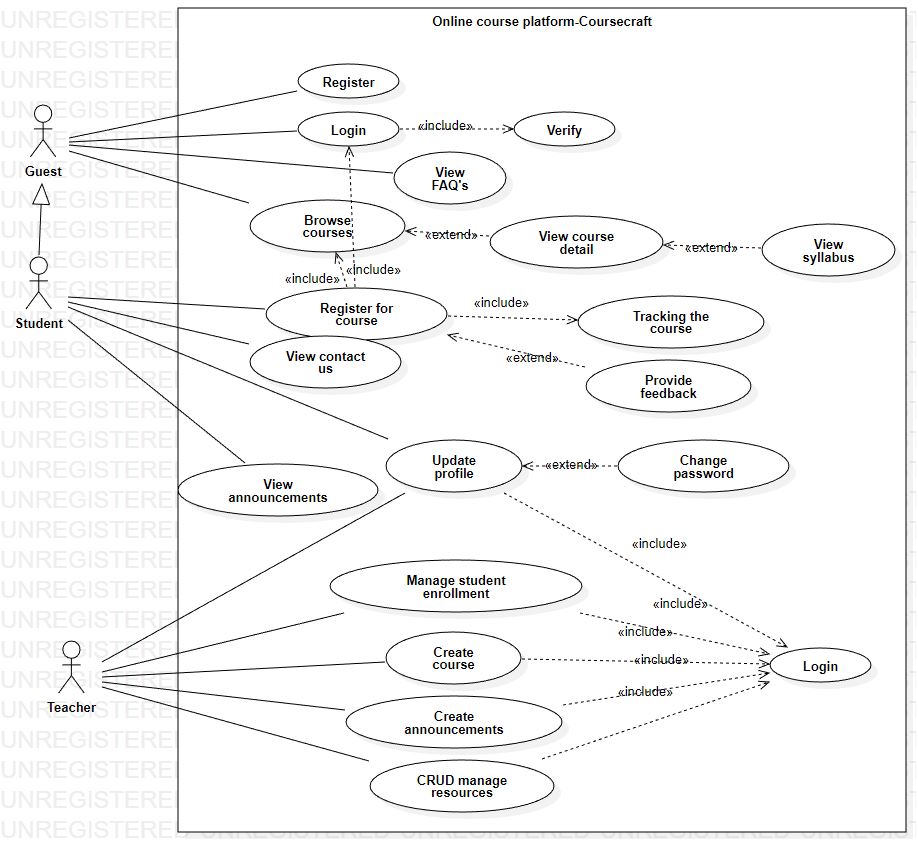 Online course platform-Coursecraft
Register
Login
«include»
Verify
Guest
View
FAQ's
Browse
courses
«extend»
View course
detail
«extend»
View
syllabus
«include»
«include»
Student
Register for
course
«include»
Tracking the
course
View contact
us
«extend»
Provide
feedback
Update
profile
«extend»
Change
password
View
announcements
«include»
Manage student
enrollment
«include»
«include»
Teacher
Create
course
«include»
Login
«include»
Create
announcements
CRUD manage
resources
UNREGISTERED UNREGISTERED UNREGISTERED UNREGISTERED